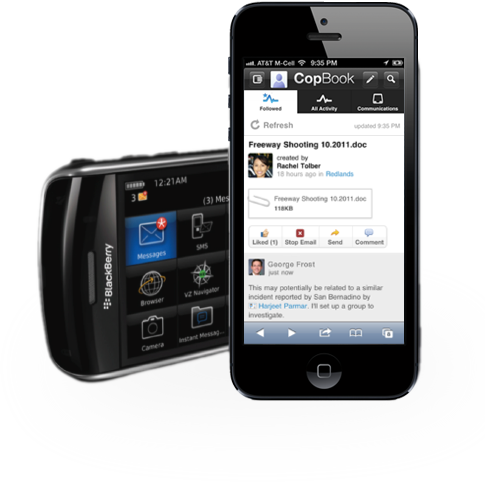 AT&T M-Cell 9:35 PM
CopBook
Followed
All Activity
Communications
Refresh
updated 9:35 PM
Freeway Shooting 10.2011.doc
created by
Rachel Tolber
18 hours ago in Redlands
Freeway Shooting 10.2011.doc
118KB
Liked (1)
Stop Email
Send
Comment
George Frost
just now
This may potentially be related to a similar
incident reported by San Bernadino by
Harjeet Parmar. I'll set up a group to
investigate.
12:21AM
3
(3) Mes
Messages
SMS
Browser
VZ Navigator
Camera
Instant Messag...
BlackBerry